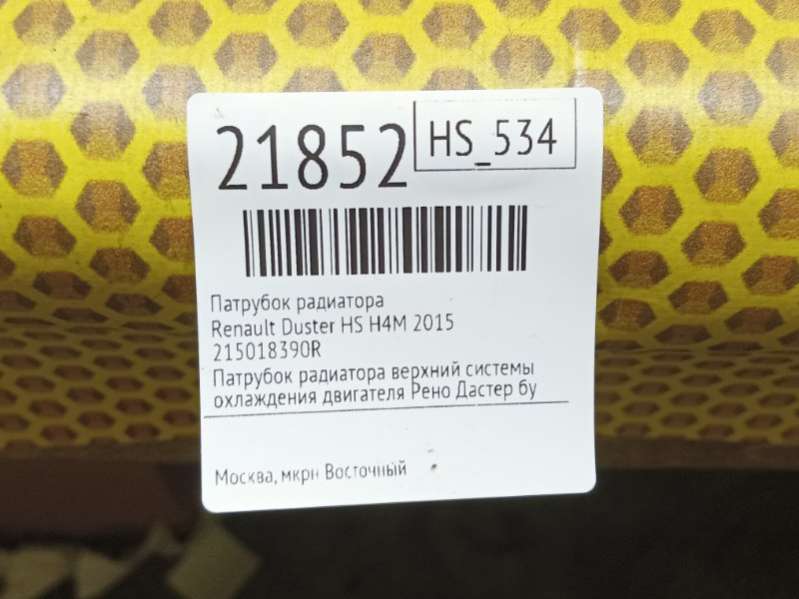 21852
HS_534
Патрубок радиатора
Renault Duster HS H4M 2015
215018390R
Патрубок радиатора верхний системы
охлаждения двигателя Рено Дастер бу
Москва, мкрн Восточный